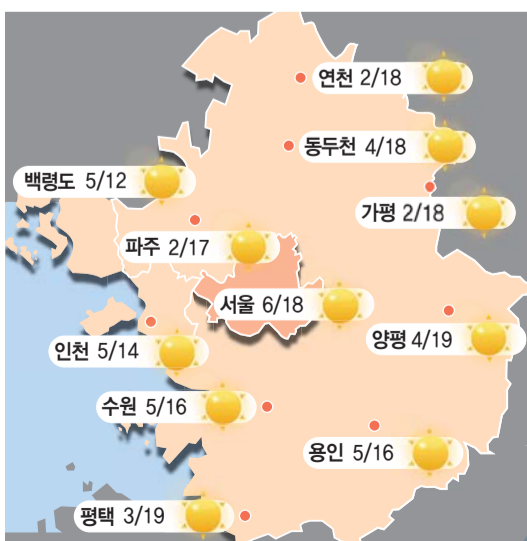 연천 2/18
동두천 4/18
백령도 5/12
가평 2/18
파주 2/17
서울 6/18
인천 5/14
양평 4/19
수원 5/16
용인 5/16
평택 3/19